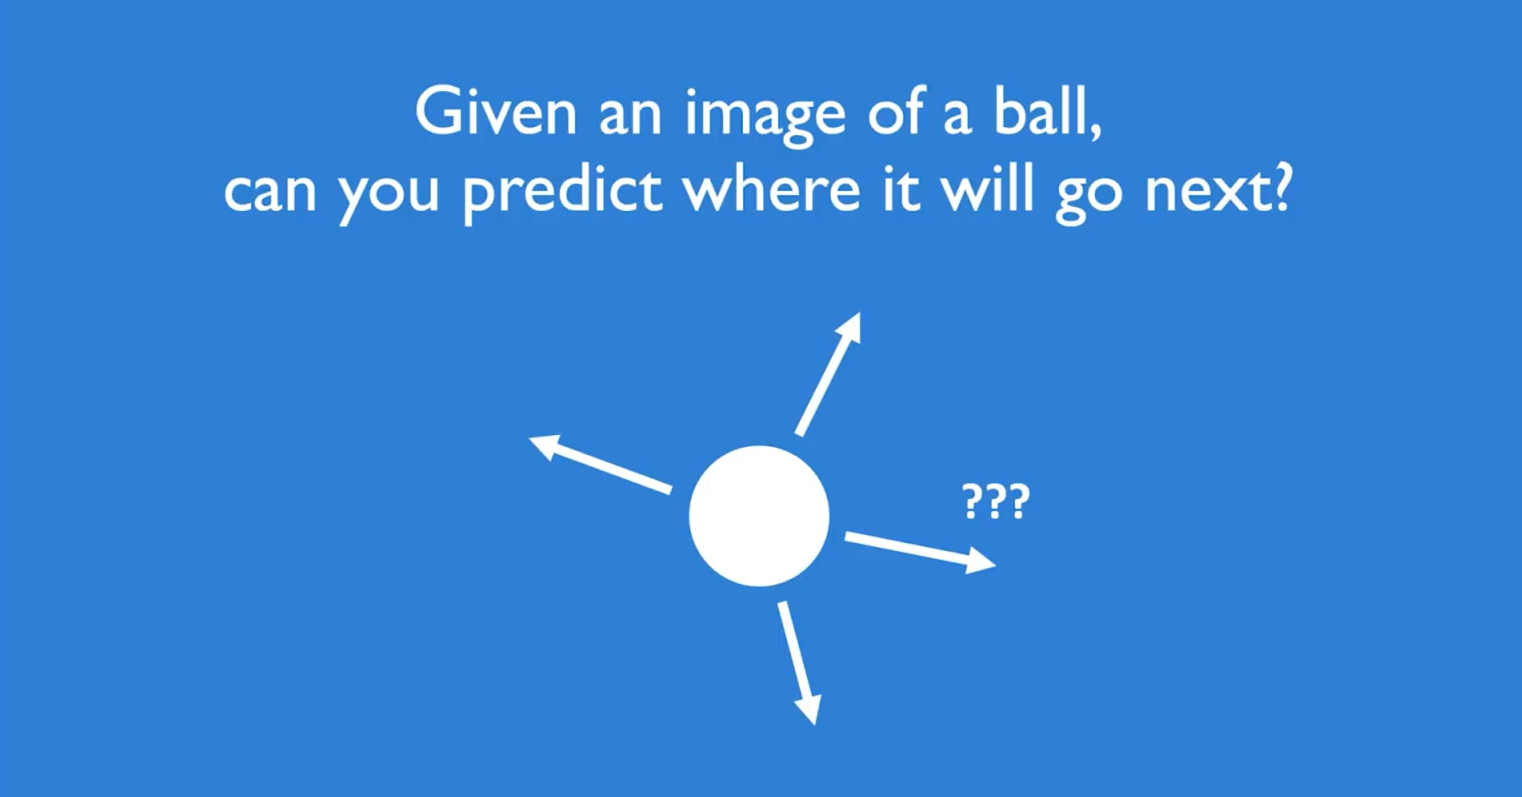 Given an image of a ball,
can you predict where it will go next?
???